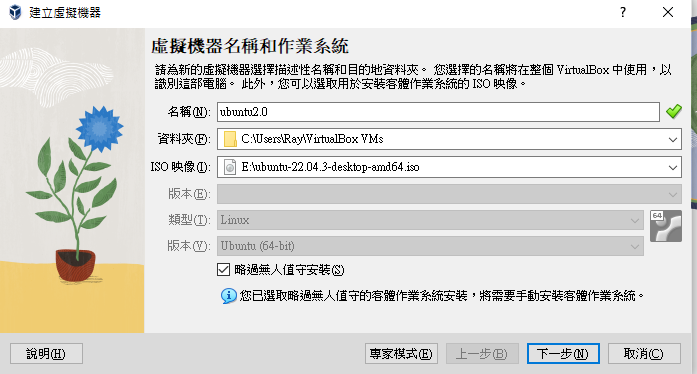 建立虛擬機器
?
虛擬機器名稱和作業系統
請為新的虛擬機器選擇描述性名稱和目的地資料夾。 您選擇的名稱將在整個 VirtualBox 中使用，以
識別這部電腦。 此外，您可以選取用於安裝客體作業系統的 ISO 映像。
名稱(N): ubuntu2.0
資料夾(F): C:\Users\Ray\VirtualBox VMs
ISO 映像(I): E:\ubuntu-22.04.3-desktop-amd64.iso
版本(E):
類型(T): Linux 64
版本(V): Ubuntu (64-bit)
略過無人值守安裝(S)
您已選取略過無人值守的客體作業系統安裝，將需要手動安裝客體作業系統。
說明(H) 專家模式(E) 上一步(B) 下一步(N) 取消(C)